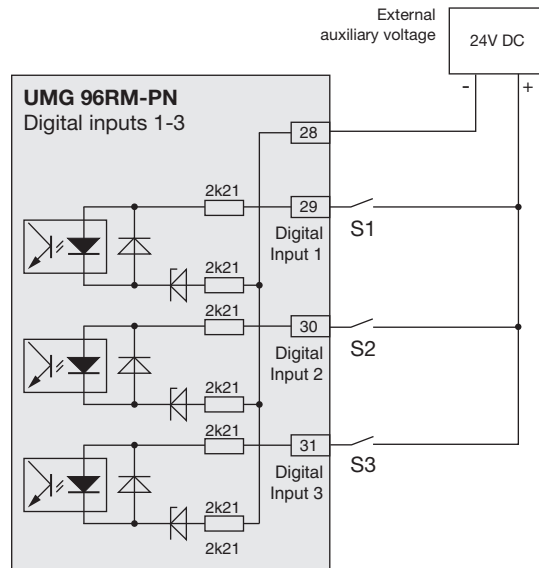 External
auxiliary voltage
24V DC
- +
UMG 96RM-PN
Digital inputs 1-3
28
2k21
29
S1
Digital
Input 1
2k21
2k21
30
S2
Digital
Input 2
2k21
2k21
31
S3
Digital
Input 3
2k21
2k21